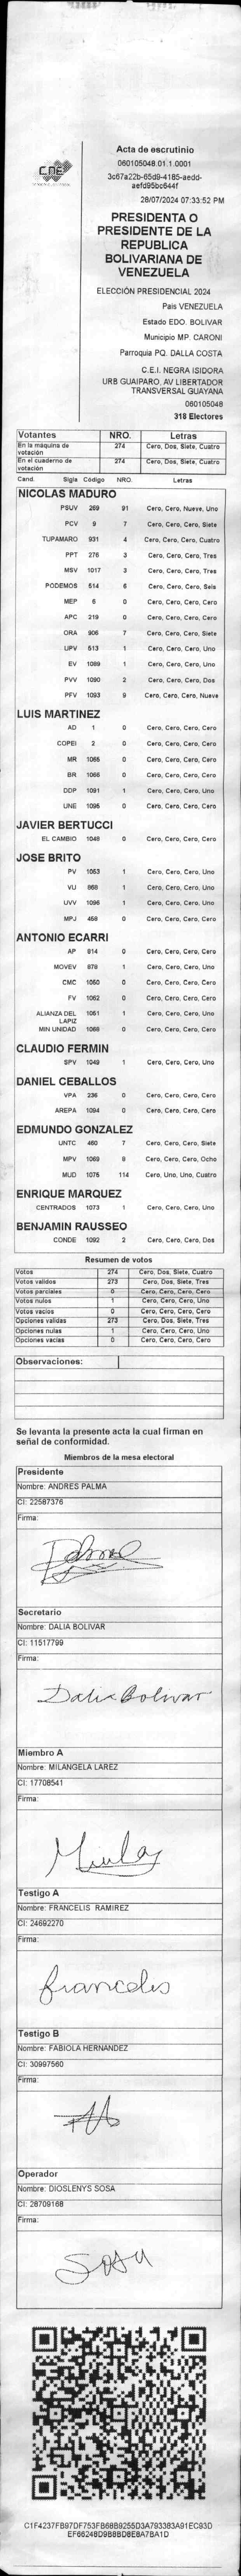 CNE
Acta de escrutinio
060105048.01.1.0001
3c67a22b-65d9-4185-aedd-
aefd95bc644f
28/07/2024 07:33:52 PM
PRESIDENTA O
PRESIDENTE DE LA
REPUBLICA
BOLIVARIANA DE
VENEZUELA
ELECCIÓN PRESIDENCIAL 2024
Pais VENEZUELA
Estado EDO. BOLIVAR
Municipio MP. CARONI
Parroquia PQ. DALLA COSTA
C.E.I. NEGRA ISIDORA
URB GUAIPARO, AV LIBERTADOR
TRANSVERSAL GUAYANA
060105048
318 Electores
Votantes NRO. Letras
En la máquina de votación 274 Cero, Dos, Siete, Cuatro
En el cuaderno de votación 274 Cero, Dos, Siete, Cuatro
Cand. Sigla Código NRO. Letras
NICOLAS MADURO
PSUV 269 91 Cero, Cero, Nueve, Uno
PCV 9 7 Cero, Cero, Cero, Siete
TUPAMARO 931 4 Cero, Cero, Cero, Cuatro
PPT 276 3 Cero, Cero, Cero, Tres
MSV 1017 3 Cero, Cero, Cero, Tres
PODEMOS 514 6 Cero, Cero, Cero, Seis
MEP 6 0 Cero, Cero, Cero, Cero
APC 219 0 Cero, Cero, Cero, Cero
ORA 906 7 Cero, Cero, Cero, Siete
UPV 513 1 Cero, Cero, Cero, Uno
EV 1089 1 Cero, Cero, Cero, Uno
PVV 1090 2 Cero, Cero, Cero, Dos
PFV 1093 9 Cero, Cero, Cero, Nueve
LUIS MARTINEZ
AD 1 0 Cero, Cero, Cero, Cero
COPEI 2 0 Cero, Cero, Cero, Cero
MR 1065 0 Cero, Cero, Cero, Cero
BR 1066 0 Cero, Cero, Cero, Cero
DDP 1091 1 Cero, Cero, Cero, Uno
UNE 1095 0 Cero, Cero, Cero, Cero
JAVIER BERTUCCI
EL CAMBIO 1048 0 Cero, Cero, Cero, Cero
JOSE BRITO
PV 1053 1 Cero, Cero, Cero, Uno
VU 868 1 Cero, Cero, Cero, Uno
UVV 1096 1 Cero, Cero, Cero, Uno
MPJ 458 0 Cero, Cero, Cero, Cero
ANTONIO ECARRI
AP 814 0 Cero, Cero, Cero, Cero
MOVEV 878 1 Cero, Cero, Cero, Uno
CMC 1050 0 Cero, Cero, Cero, Cero
FV 1052 0 Cero, Cero, Cero, Cero
ALIANZA DEL LAPIZ 1051 1 Cero, Cero, Cero, Uno
MIN UNIDAD 1068 0 Cero, Cero, Cero, Cero
CLAUDIO FERMIN
SPV 1049 1 Cero, Cero, Cero, Uno
DANIEL CEBALLOS
VPA 236 0 Cero, Cero, Cero, Cero
AREPA 1094 0 Cero, Cero, Cero, Cero
EDMUNDO GONZALEZ
UNTC 460 7 Cero, Cero, Cero, Siete
MPV 1069 8 Cero, Cero, Cero, Ocho
MUD 1075 114 Cero, Uno, Uno, Cuatro
ENRIQUE MARQUEZ
CENTRADOS 1073 1 Cero, Cero, Cero, Uno
BENJAMIN RAUSSEO
CONDE 1092 2 Cero, Cero, Cero, Dos
Resumen de votos
Votos 274 Cero, Dos, Siete, Cuatro
Votos validos 273 Cero, Dos, Siete, Tres
Votos parciales 0 Cero, Cero, Cero, Cero
Votos nulos 1 Cero, Cero, Cero, Uno
Votos vacios 0 Cero, Cero, Cero, Cero
Opciones validas 273 Cero, Dos, Siete, Tres
Opciones nulas 1 Cero, Cero, Cero, Uno
Opciones vacias 0 Cero, Cero, Cero, Cero
Observaciones:
Se levanta la presente acta la cual firman en
señal de conformidad.
Miembros de la mesa electoral
Presidente
Nombre: ANDRES PALMA
CI: 22587376
Firma:
Secretario
Nombre: DALIA BOLIVAR
CI: 11517799
Firma:
Dalia Bolivar
Miembro A
Nombre: MILANGELA LAREZ
CI: 17708541
Firma:
Testigo A
Nombre: FRANCELIS RAMIREZ
CI: 24692270
Firma:
francelis
Testigo B
Nombre: FABIOLA HERNANDEZ
CI: 30997560
Firma:
Operador
Nombre: DIOSLENYS SOSA
CI: 28709168
Firma:
Sosa
C1F4237FB97DF753FB68B9255D3A793383A91EC93D
EF66248D9B8BD8E8A7BA1D